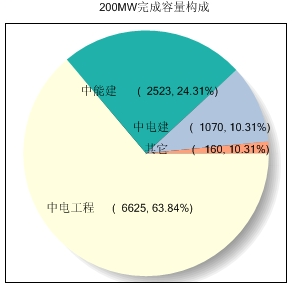 200MW完成容量构成
中能建 ( 2523, 24.31%)
中电建 ( 1070, 10.31%)
其它 ( 160, 10.31%)
中电工程 ( 6625, 63.84%)